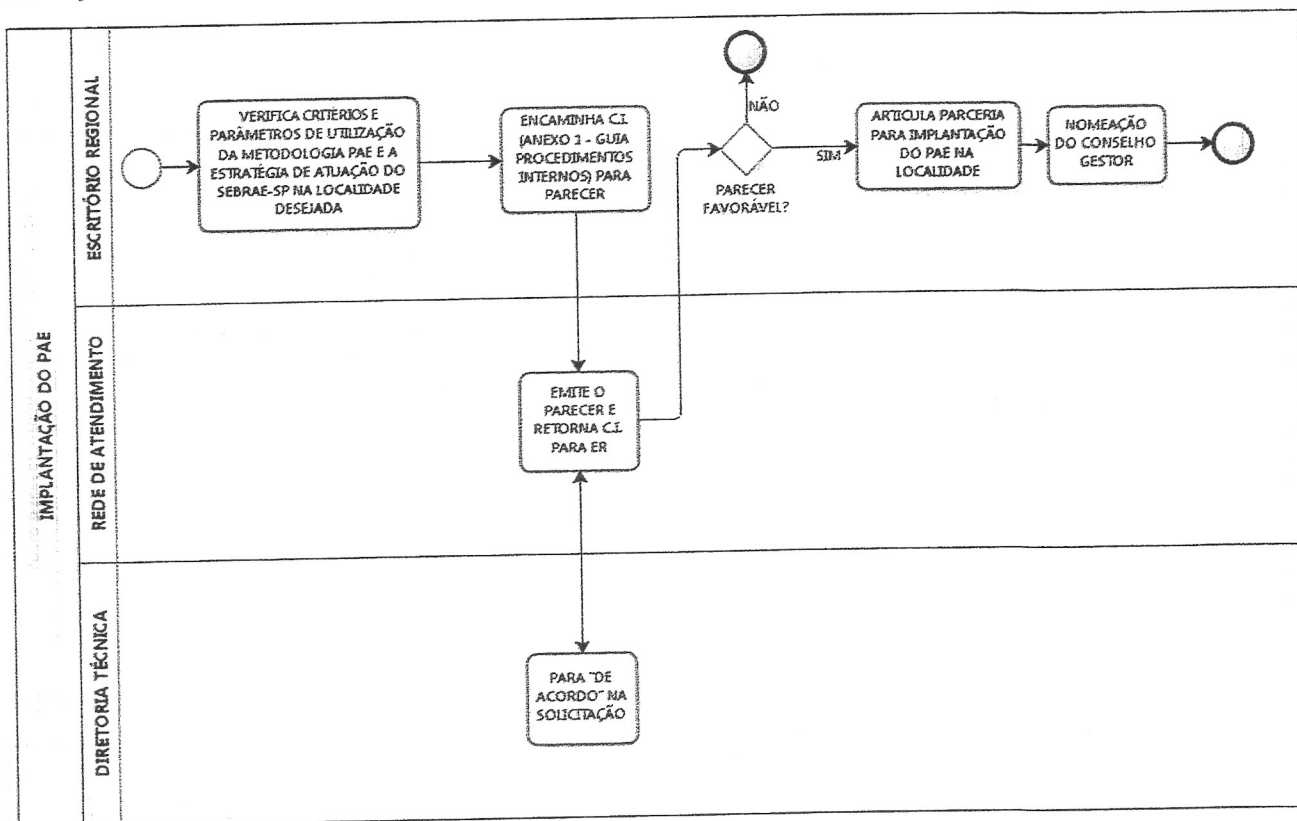 IMPLANTAÇÃO DO PAE
ESCRITÓRIO REGIONAL
VERIFICA CRITÉRIOS E
PARÂMETROS DE UTILIZAÇÃO
DA METODOLOGIA PAE E A
ESTRATÉGIA DE ATUAÇÃO DO
SEBRAE-SP NA LOCALIDADE
DESEJADA
ENCAMINHA C.I.
(ANEXO 1 - GUIA
PROCEDIMENTOS
INTERNOS) PARA
PARECER
NÃO
SIM
PARECER
FAVORÁVEL?
ARTICULA PARCERIA
PARA IMPLANTAÇÃO
DO PAE NA
LOCALIDADE
NOMEAÇÃO
DO CONSELHO
GESTOR
REDE DE ATENDIMENTO
EMITE O
PARECER E
RETORNA C.I.
PARA ER
DIRETORIA TÉCNICA
PARA "DE
ACORDO" NA
SOLICITAÇÃO